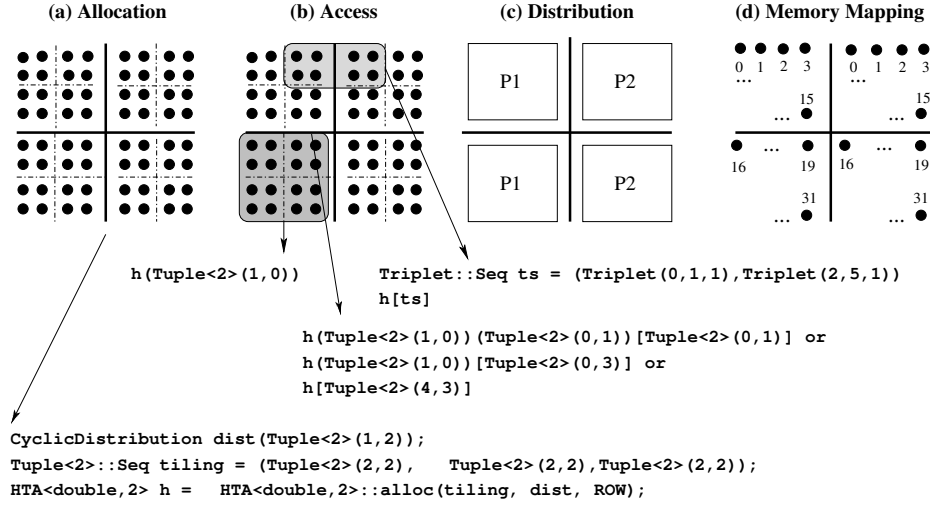 (a) Allocation (b) Access (c) Distribution (d) Memory Mapping
0 1 2 3 0 1 2 3
... ...
P1 P2
15 15
... ...
... ...
16 19 16 19
P1 P2
31 31
... ...
h(Tuple<2>(1,0)) Triplet::Seq ts = (Triplet(0,1,1),Triplet(2,5,1))
h[ts]
h(Tuple<2>(1,0))(Tuple<2>(0,1))[Tuple<2>(0,1)] or
h(Tuple<2>(1,0))[Tuple<2>(0,3)] or
h[Tuple<2>(4,3)]
CyclicDistribution dist(Tuple<2>(1,2));
Tuple<2>::Seq tiling = (Tuple<2>(2,2), Tuple<2>(2,2),Tuple<2>(2,2));
HTA<double,2> h = HTA<double,2>::alloc(tiling, dist, ROW);